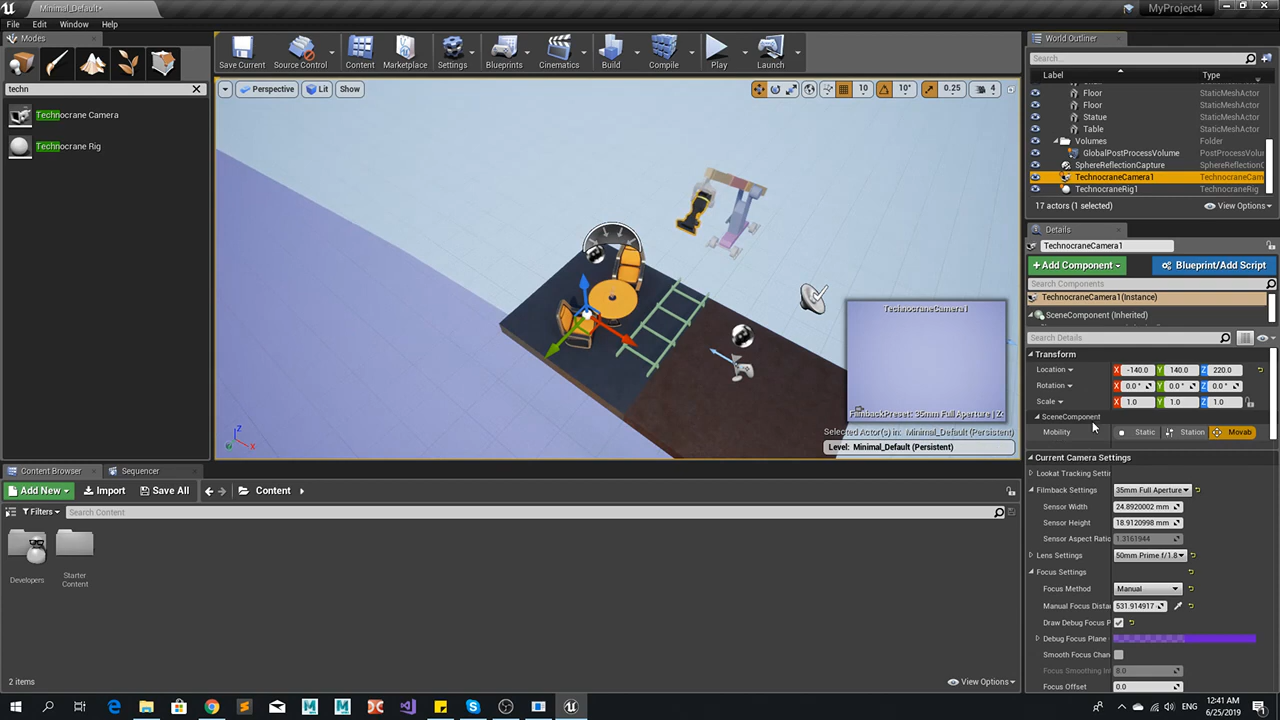 Minimal_Default*
MyProject4
File Edit Window Help
Modes
techn
Technocrane Camera
Technocrane Rig
Save Current Source Control Content Marketplace Settings Blueprints Cinematics Build Compile Play Launch
Perspective Lit Show 10 10° 0.25 4
TechnocraneCamera1
FilmbackPreset: 35mm Full Aperture | Z
Selected Actor(s) in: Minimal_Default (Persistent)
Level: Minimal_Default (Persistent)
World Outliner
Search...
Label Type
Floor StaticMeshActor
Floor StaticMeshActor
Statue StaticMeshActor
Table StaticMeshActor
Volumes Folder
GlobalPostProcessVolume PostProcessVolu
SphereReflectionCapture SphereReflectionC
TechnocraneCamera1 TechnocraneCam
TechnocraneRig1 TechnocraneRig
17 actors (1 selected) View Options
Details
TechnocraneCamera1
+Add Component Blueprint/Add Script
Search Components
TechnocraneCamera1(Instance)
SceneComponent (Inherited)
Search Details
Transform
Location X -140.0 Y 140.0 Z 220.0
Rotation X 0.0° Y 0.0° Z 0.0°
Scale X 1.0 Y 1.0 Z 1.0
SceneComponent
Mobility Static Station Movab
Current Camera Settings
Lookat Tracking Settin
Filmback Settings 35mm Full Aperture
Sensor Width 24.8920002 mm
Sensor Height 18.9120998 mm
Sensor Aspect Ratio 1.3161944
Lens Settings 50mm Prime f/1.8
Focus Settings
Focus Method Manual
Manual Focus Distan 531.914917
Draw Debug Focus P
Debug Focus Plane
Smooth Focus Chan
Focus Smoothing Int 8.0
Focus Offset 0.0
Content Browser Sequencer
Add New Import Save All Content
Filters Search Content
Developers
Starter
Content
2 items View Options
ENG 12:41 AM
6/25/2019